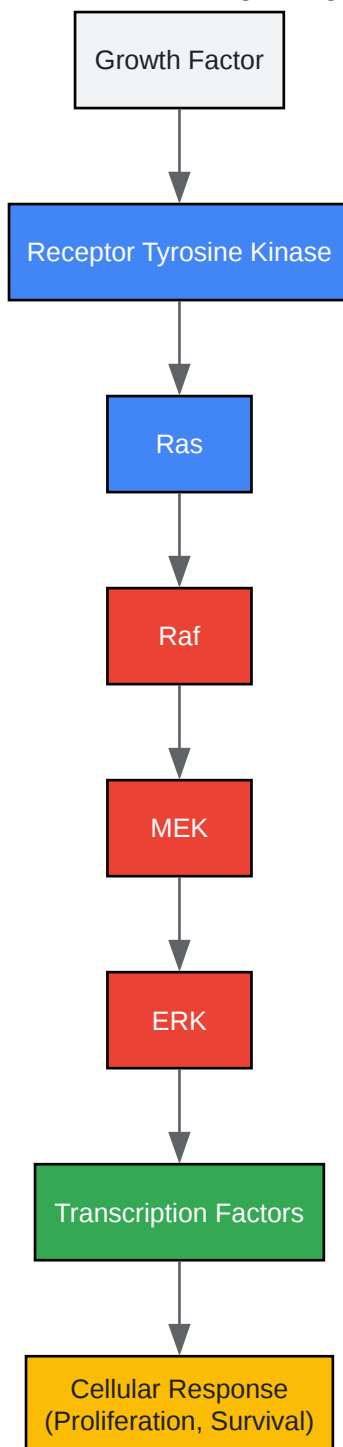 Growth Factor
Receptor Tyrosine Kinase
Ras
Raf
MEK
ERK
Transcription Factors
Cellular Response
(Proliferation, Survival)